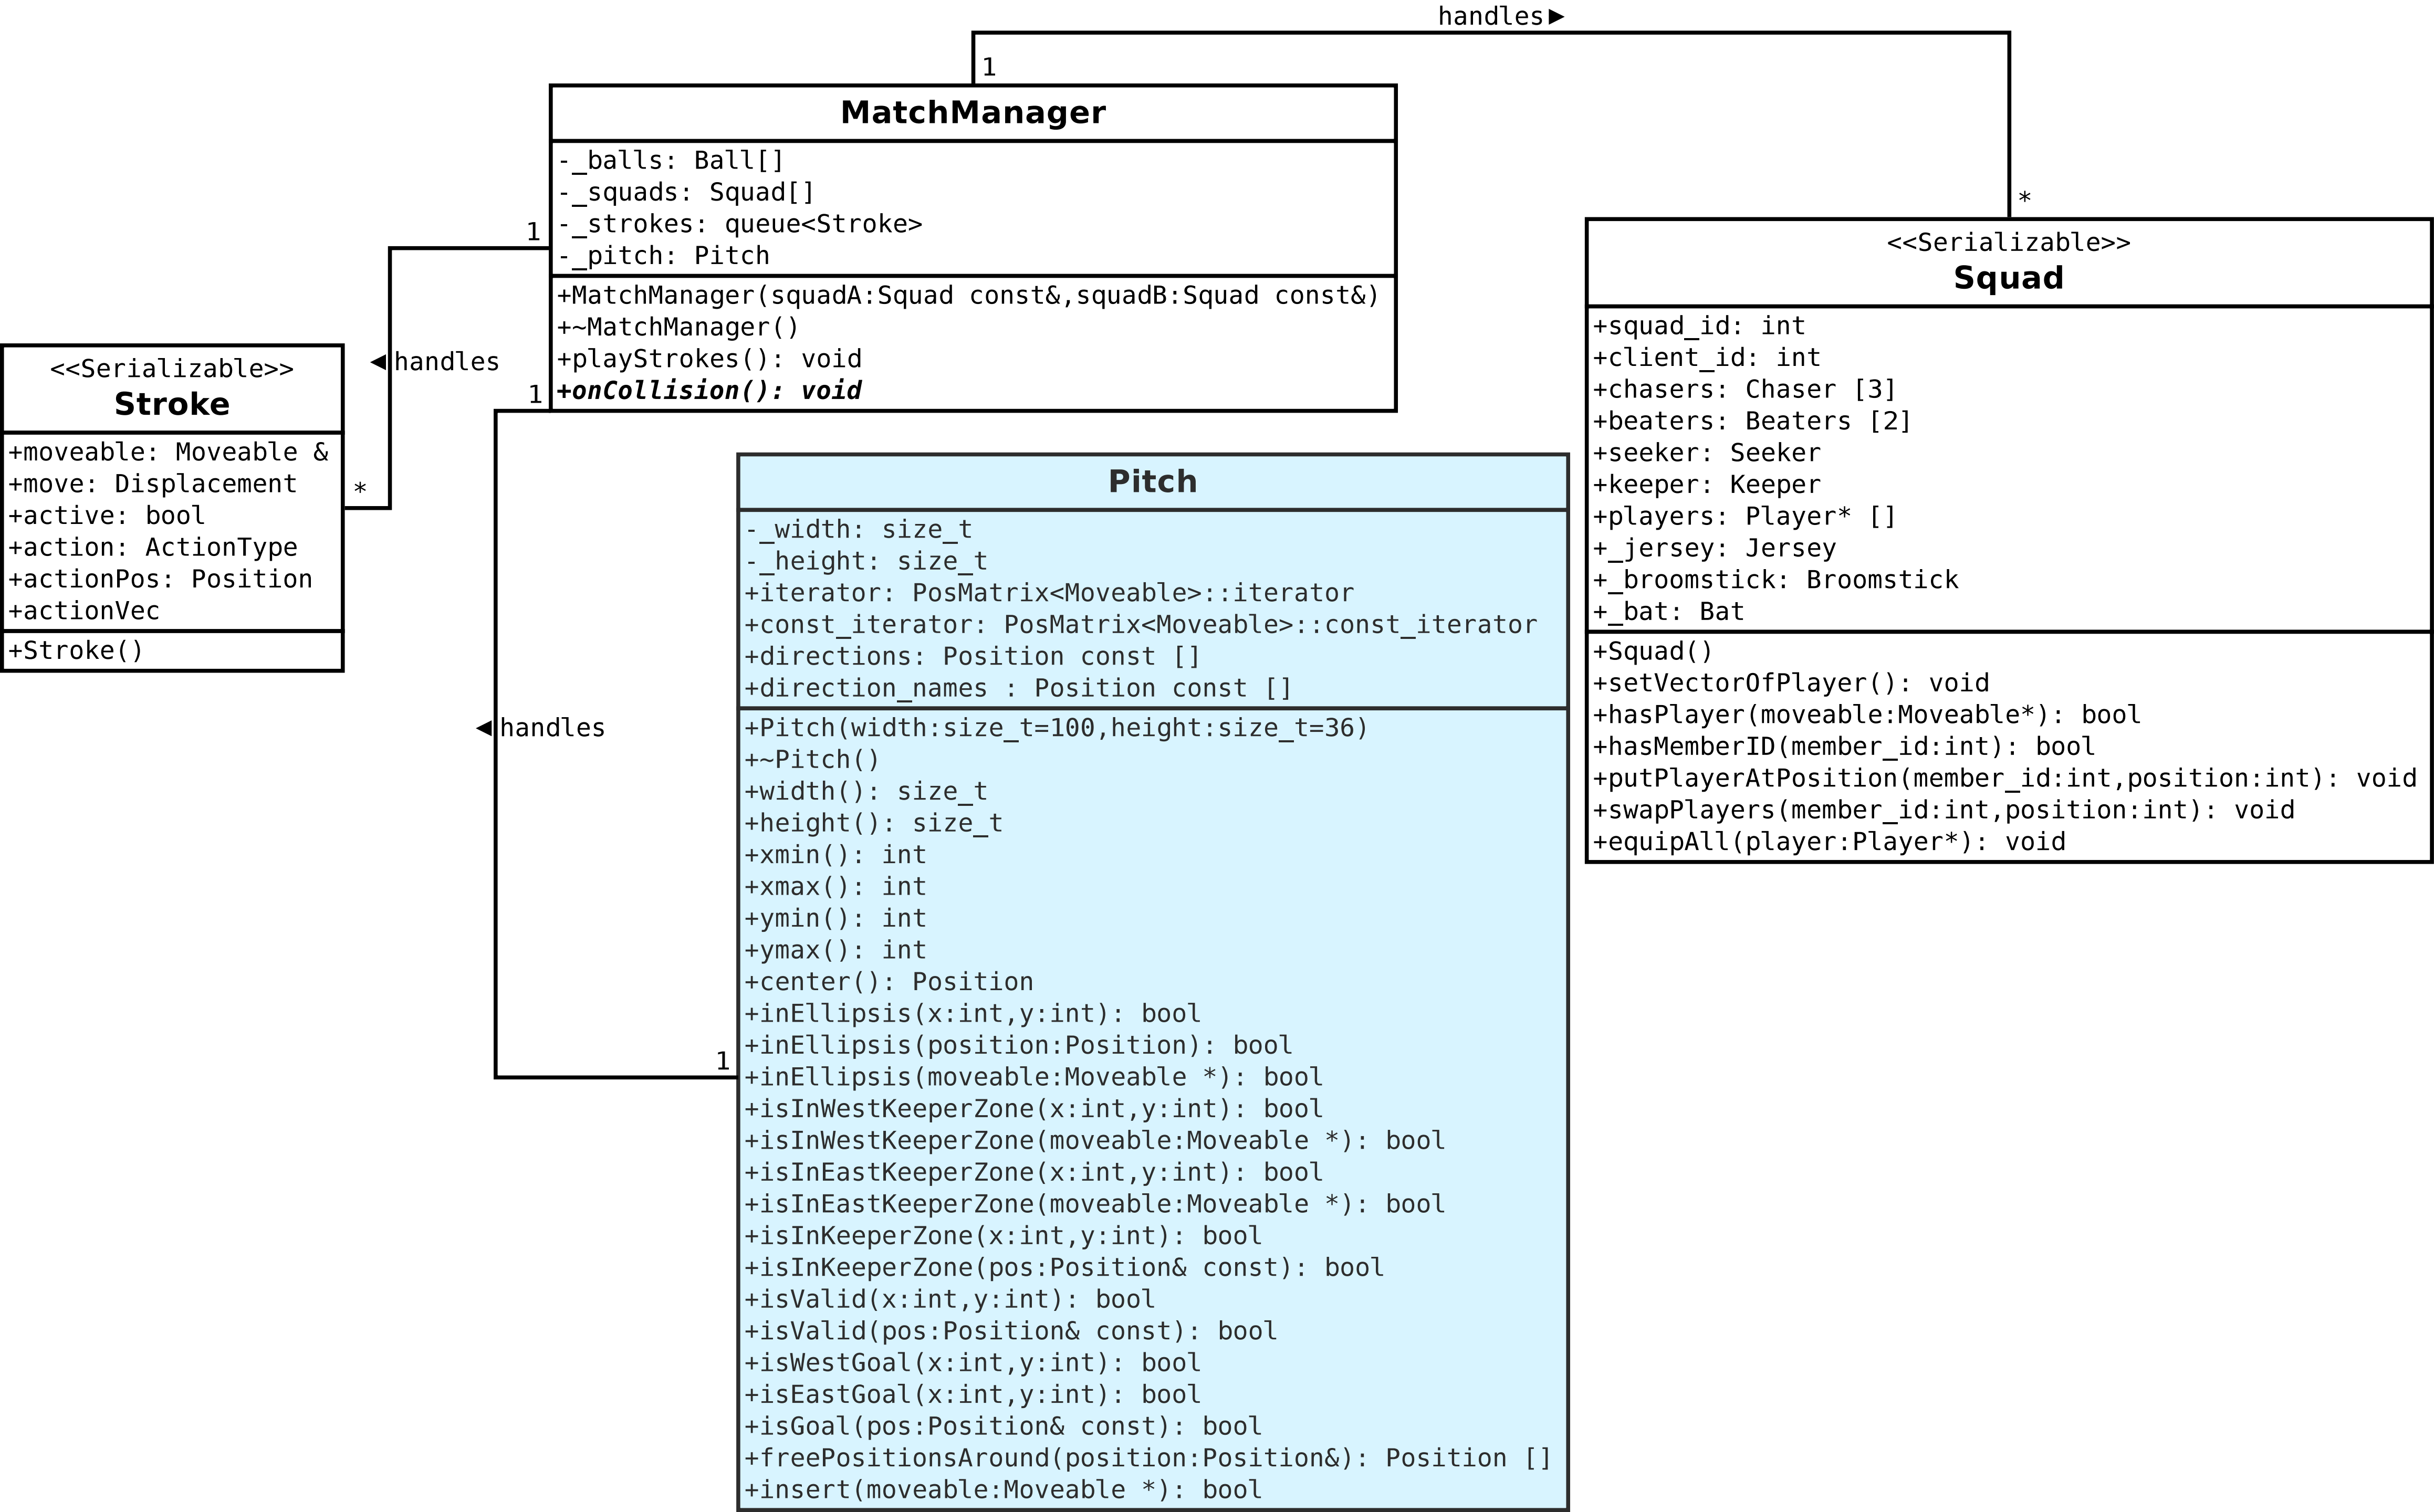 handles►
1
MatchManager
-_balls: Ball[]
-_squads: Squad[]
-_strokes: queue<Stroke>
-_pitch: Pitch
+MatchManager(squadA:Squad const&,squadB:Squad const&)
+~MatchManager()
+playStrokes(): void
+onCollision(): void
1
◄handles
1
*
<<Serializable>>
Stroke
+moveable: Moveable &
+move: Displacement
+active: bool
+action: ActionType
+actionPos: Position
+actionVec
+Stroke()
*
<<Serializable>>
Squad
+squad_id: int
+client_id: int
+chasers: Chaser [3]
+beaters: Beaters [2]
+seeker: Seeker
+keeper: Keeper
+players: Player* []
+_jersey: Jersey
+_broomstick: Broomstick
+_bat: Bat
+Squad()
+setVectorOfPlayer(): void
+hasPlayer(moveable:Moveable*): bool
+hasMemberID(member_id:int): bool
+putPlayerAtPosition(member_id:int,position:int): void
+swapPlayers(member_id:int,position:int): void
+equipAll(player:Player*): void
◄handles
1
Pitch
-_width: size_t
-_height: size_t
+iterator: PosMatrix<Moveable>::iterator
+const_iterator: PosMatrix<Moveable>::const_iterator
+directions: Position const []
+direction_names : Position const []
+Pitch(width:size_t=100,height:size_t=36)
+~Pitch()
+width(): size_t
+height(): size_t
+xmin(): int
+xmax(): int
+ymin(): int
+ymax(): int
+center(): Position
+inEllipsis(x:int,y:int): bool
+inEllipsis(position:Position): bool
+inEllipsis(moveable:Moveable *): bool
+isInWestKeeperZone(x:int,y:int): bool
+isInWestKeeperZone(moveable:Moveable *): bool
+isInEastKeeperZone(x:int,y:int): bool
+isInEastKeeperZone(moveable:Moveable *): bool
+isInKeeperZone(x:int,y:int): bool
+isInKeeperZone(pos:Position& const): bool
+isValid(x:int,y:int): bool
+isValid(pos:Position& const): bool
+isWestGoal(x:int,y:int): bool
+isEastGoal(x:int,y:int): bool
+isGoal(pos:Position& const): bool
+freePositionsAround(position:Position&): Position []
+insert(moveable:Moveable *): bool